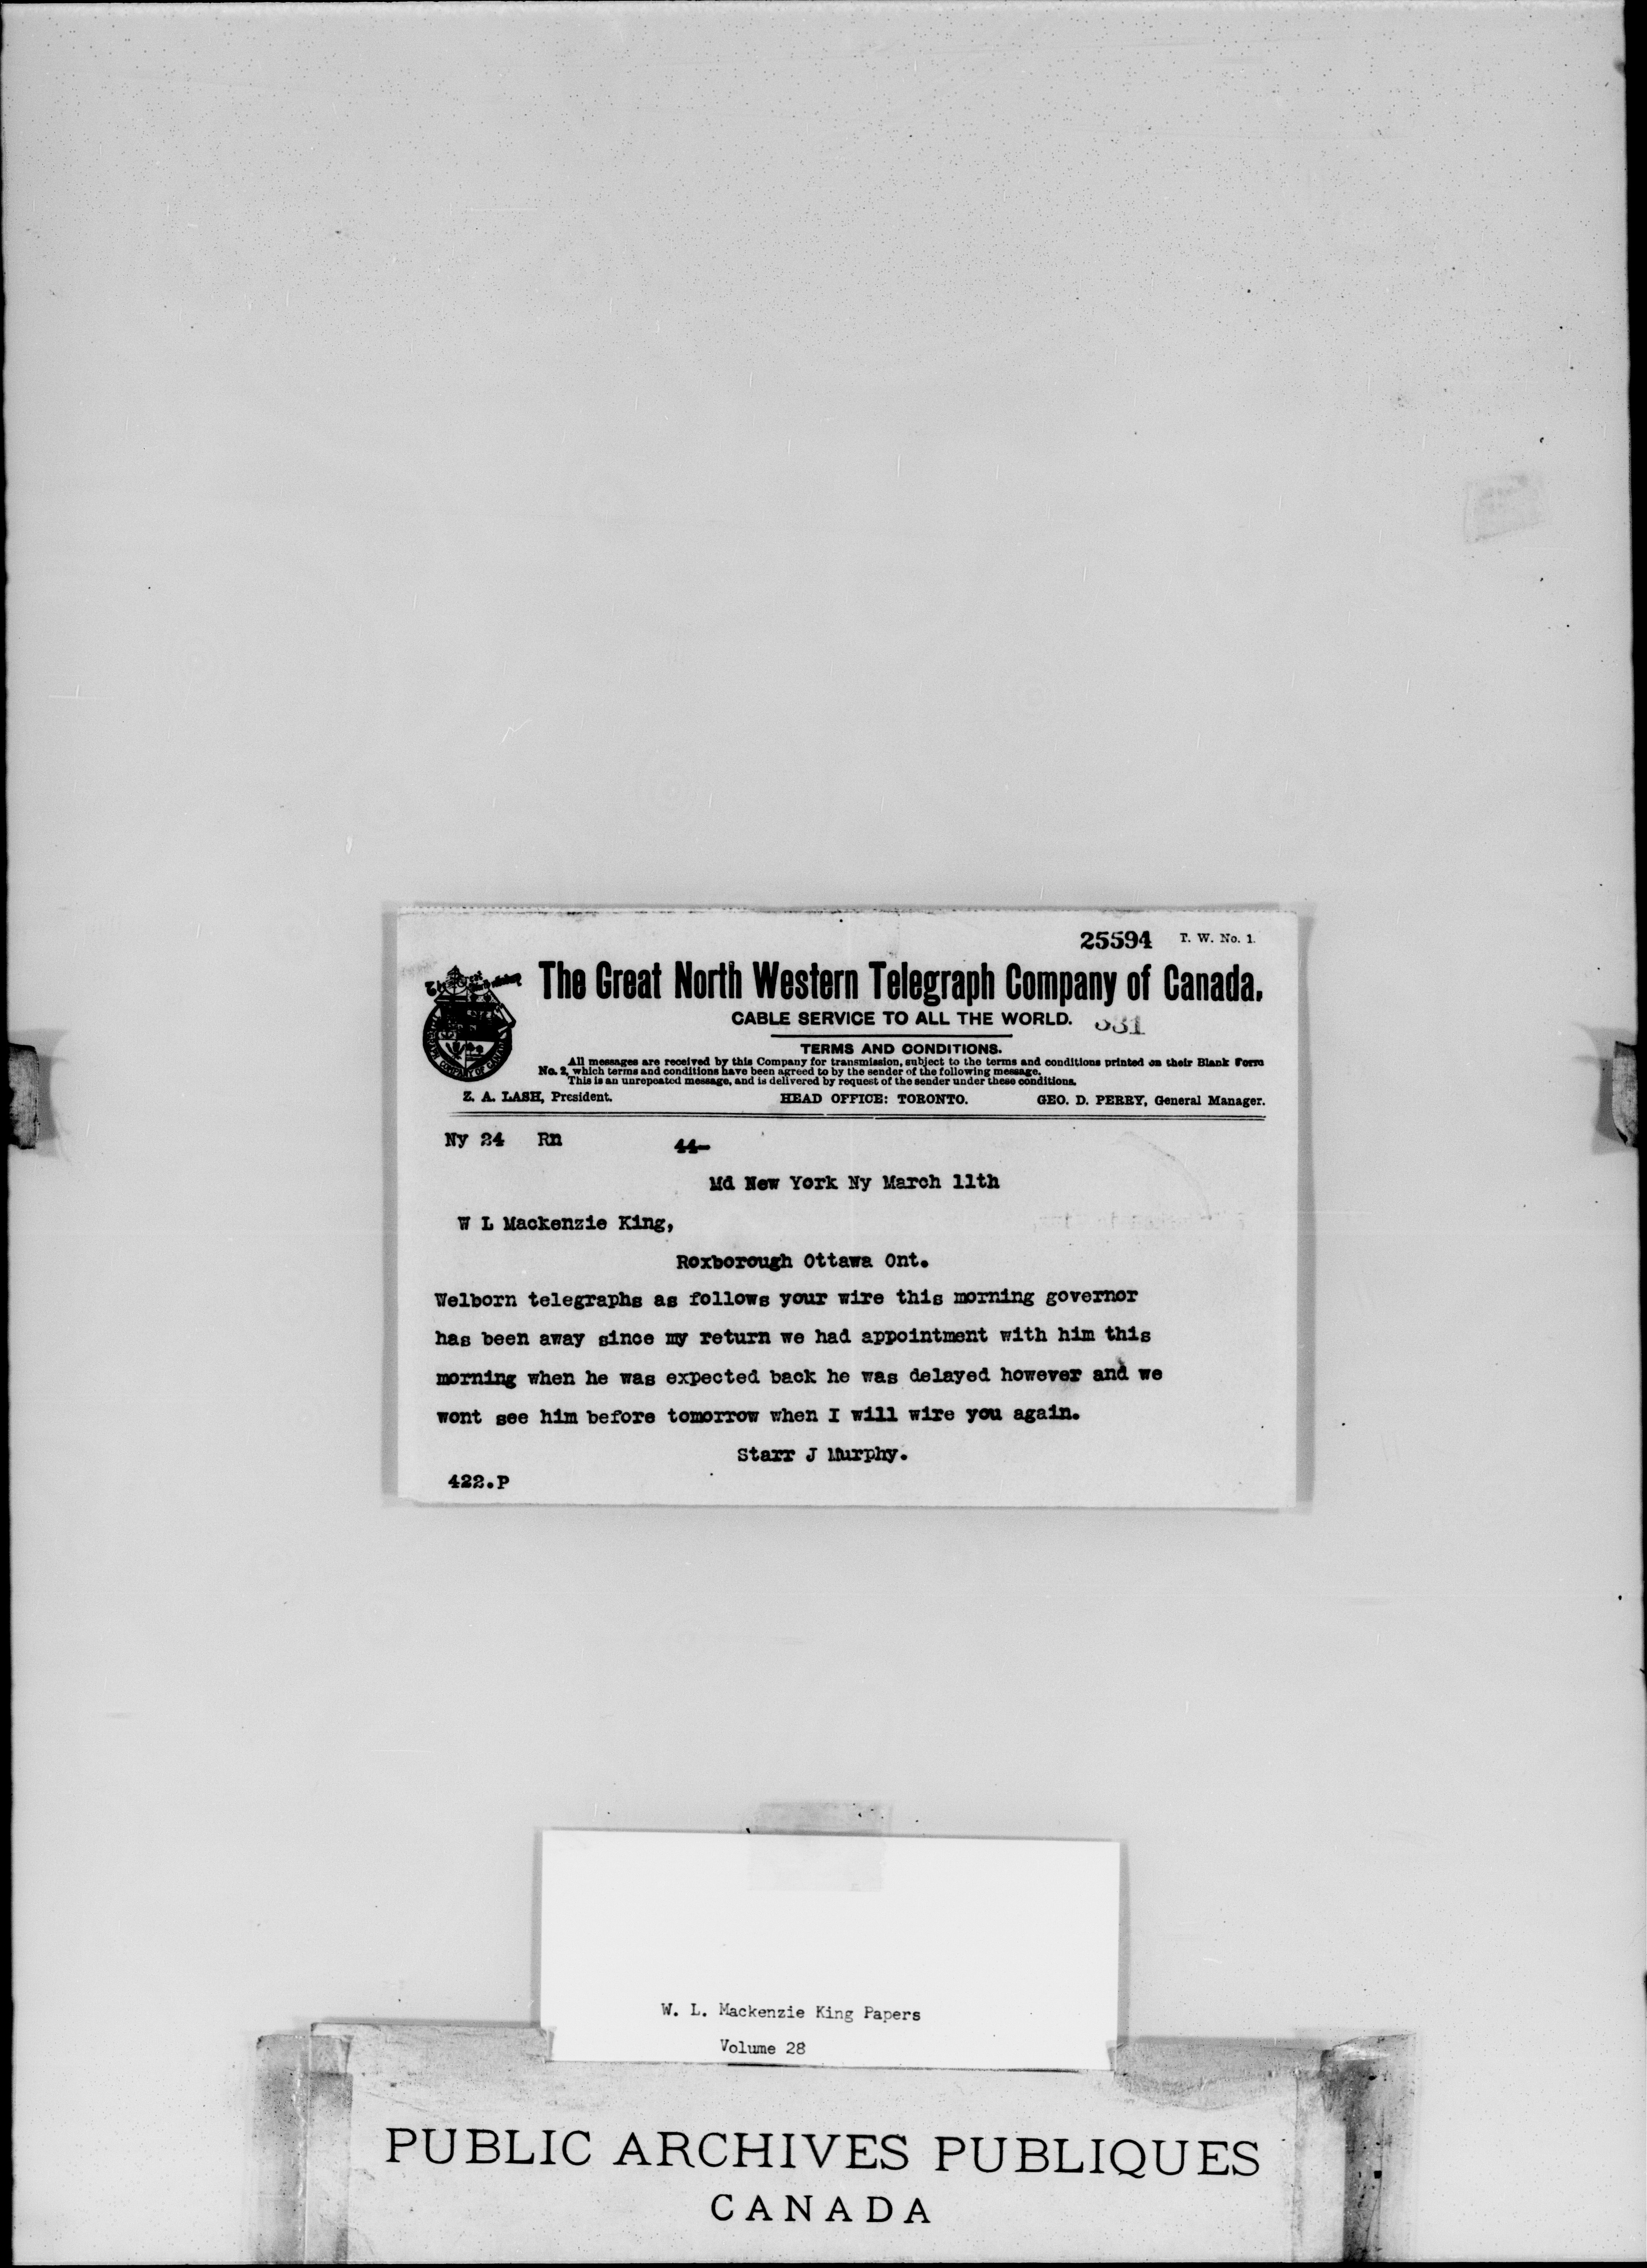 25594 T. W. No. 1.
The Great North Western Telegraph Company of Canada.
CABLE SERVICE TO ALL THE WORLD.
TERMS AND CONDITIONS.
All messages are received by this Company for transmission, subject to the terms and conditions printed on their Blank Form
No. 2, which terms and conditions have been agreed to by the sender of the following message.
This is an unrepeated message, and is delivered by request of the sender under these conditions.
Z. A. LASH, President. HEAD OFFICE: TORONTO. GEO. D. PERRY, General Manager.
Ny 24 Rn 44-
Md New York Ny March 11th
W L Mackenzie King,
Roxborough Ottawa Ont.
Welborn telegraphs as follows your wire this morning governor
has been away since my return we had appointment with him this
morning when he was expected back he was delayed however and we
wont see him before tomorrow when I will wire you again.
Starr J Murphy.
422.P
W. L. Mackenzie King Papers
Volume 28
PUBLIC ARCHIVES PUBLIQUES
CANADA